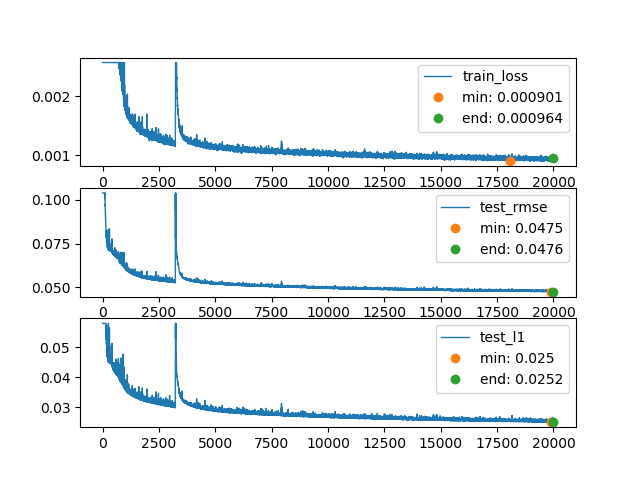 train_loss
min: 0.000901
end: 0.000964
0.002
0.001
0 2500 5000 7500 10000 12500 15000 17500 20000
test_rmse
min: 0.0475
end: 0.0476
0.100
0.075
0.050
0 2500 5000 7500 10000 12500 15000 17500 20000
test_l1
min: 0.025
end: 0.0252
0.05
0.04
0.03
0 2500 5000 7500 10000 12500 15000 17500 20000